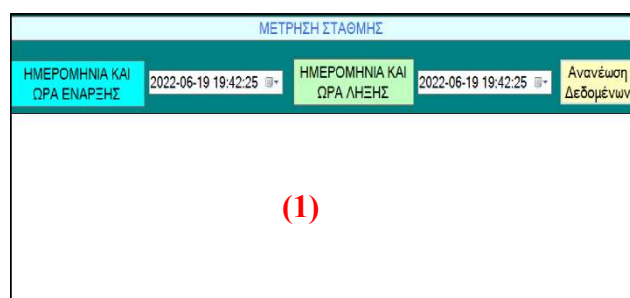 ΜΕΤΡΗΣΗ ΣΤΑΘΜΗΣ
ΗΜΕΡΟΜΗΝΙΑ ΚΑΙ
ΩΡΑ ΕΝΑΡΞΗΣ
2022-06-19 19:42:25
ΗΜΕΡΟΜΗΝΙΑ ΚΑΙ
ΩΡΑ ΛΗΞΗΣ
2022-06-19 19:42:25
Ανανέωση
Δεδομένων
(1)